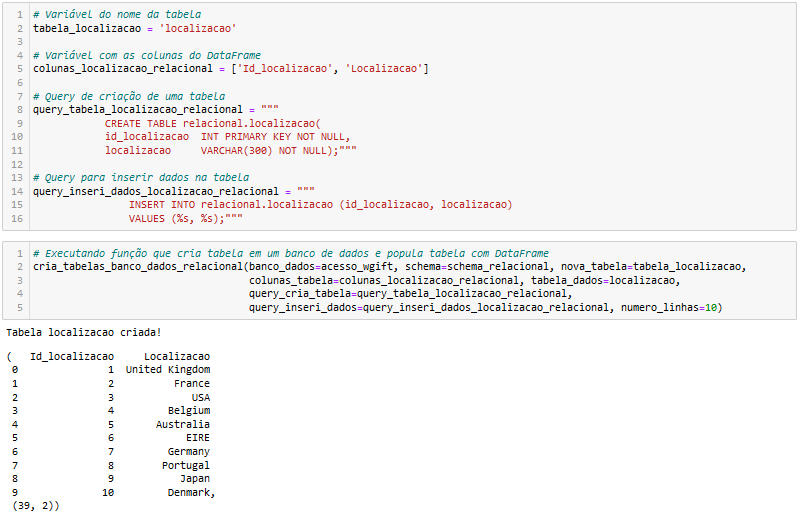 1 # Variável do nome da tabela
2 tabela_localizacao = 'localizacao'
3
4 # Variável com as colunas do DataFrame
5 colunas_localizacao_relacional = ['Id_localizacao', 'Localizacao']
6
7 # Query de criação de uma tabela
8 query_tabela_localizacao_relacional = """
9 CREATE TABLE relacional.localizacao(
10 id_localizacao  INT PRIMARY KEY NOT NULL,
11 localizacao     VARCHAR(300) NOT NULL);"""
12
13 # Query para inserir dados na tabela
14 query_inseri_dados_localizacao_relacional = """
15 INSERT INTO relacional.localizacao (id_localizacao, localizacao)
16 VALUES (%s, %s);"""
1 # Executando função que cria tabela em um banco de dados e popula tabela com DataFrame
2 cria_tabelas_banco_dados_relacional(banco_dados=acesso_wgift, schema=schema_relacional, nova_tabela=tabela_localizacao,
3 colunas_tabela=colunas_localizacao_relacional, tabela_dados=localizacao,
4 query_cria_tabela=query_tabela_localizacao_relacional,
5 query_inseri_dados=query_inseri_dados_localizacao_relacional, numero_linhas=10)
Tabela localizacao criada!
(   Id_localizacao     Localizacao
0               1  United Kingdom
1               2          France
2               3             USA
3               4         Belgium
4               5       Australia
5               6            EIRE
6               7         Germany
7               8        Portugal
8               9           Japan
9              10         Denmark,
(39, 2))